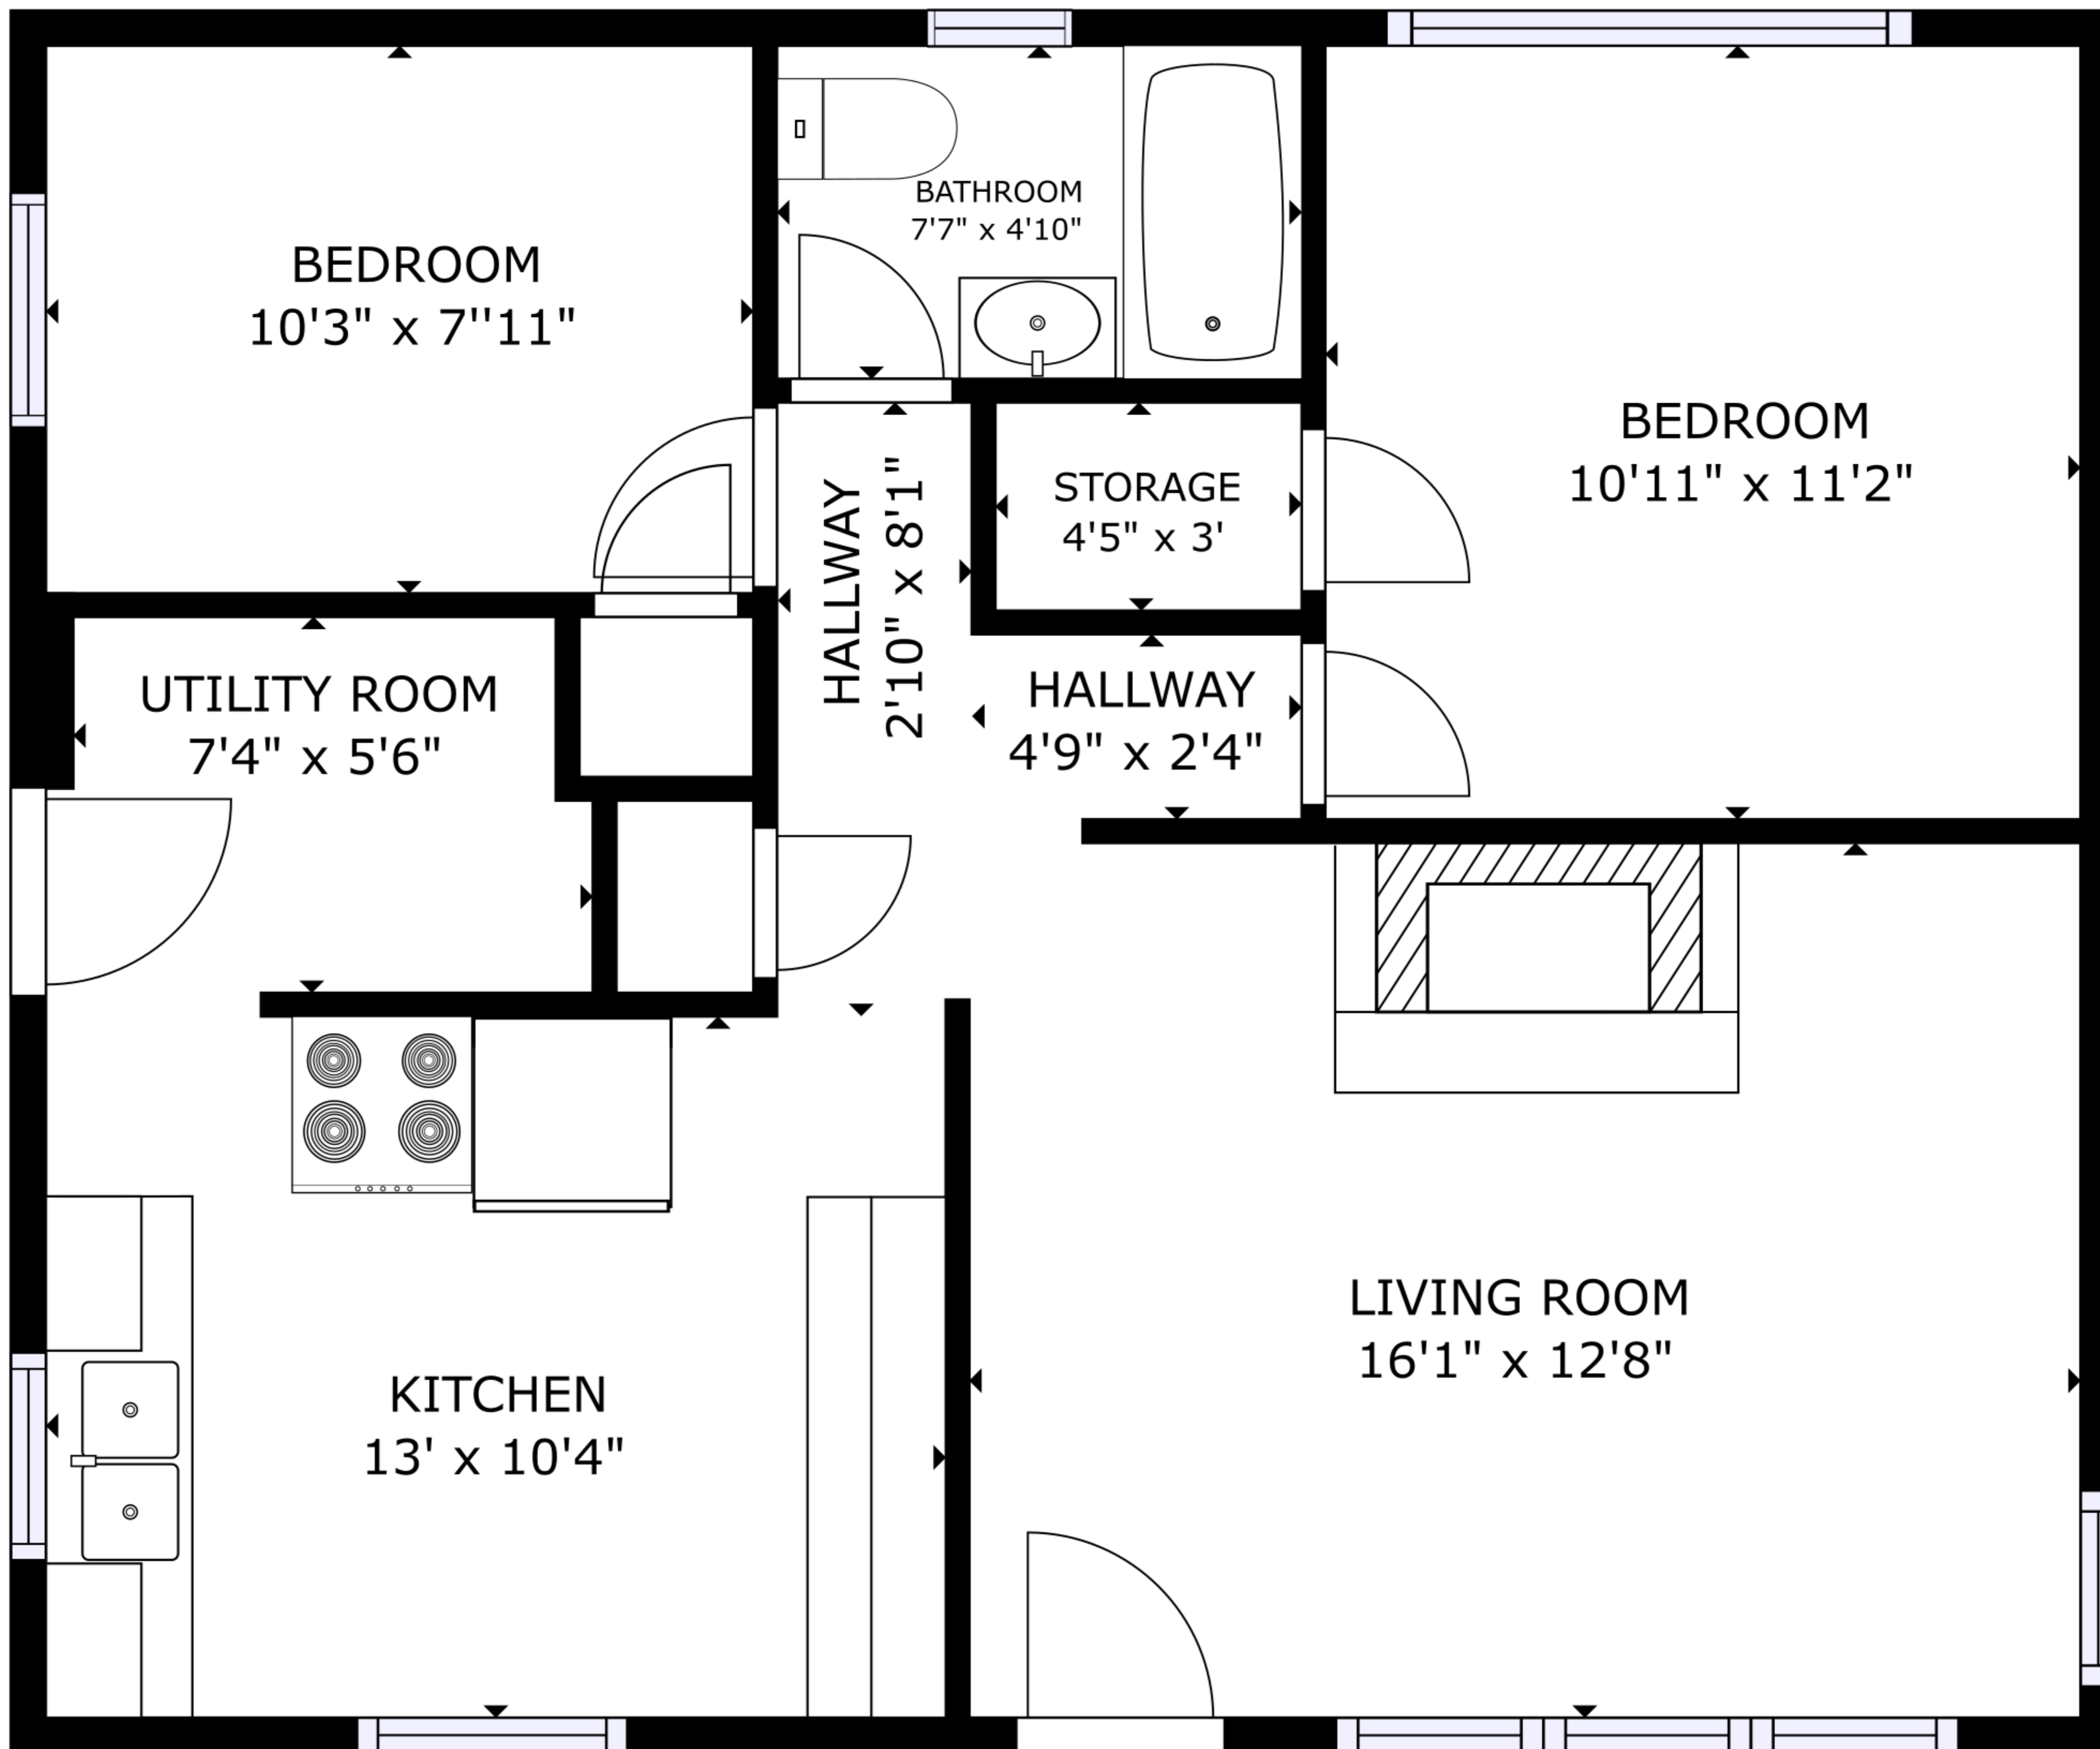 BATHROOM
7'7" x 4'10"
BEDROOM
10'3" x 7''11"
BEDROOM
10'11" x 11'2"
STORAGE
4'5" x 3'
HALLWAY
2'10" x 8'1"
HALLWAY
4'9" x 2'4"
UTILITY ROOM
7'4" x 5'6"
LIVING ROOM
16'1" x 12'8"
KITCHEN
13' x 10'4"